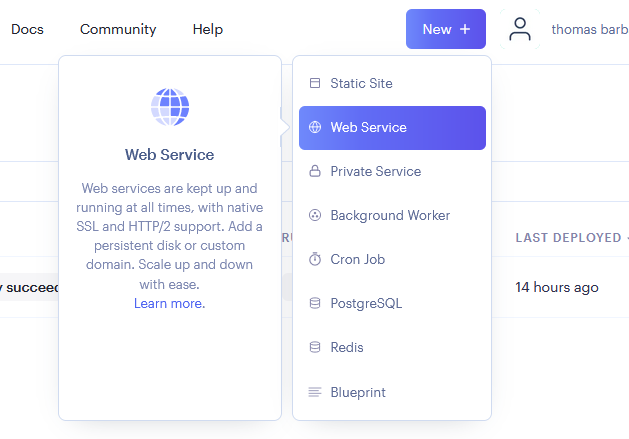 Docs Community Help New + thomas barb
Web Service
Web services are kept up and
running at all times, with native
SSL and HTTP/2 support. Add a
persistent disk or custom
domain. Scale up and down
with ease.
Learn more.
Static Site
Web Service
Private Service
Background Worker
Cron Job
PostgreSQL
Redis
Blueprint
LAST DEPLOYED
14 hours ago